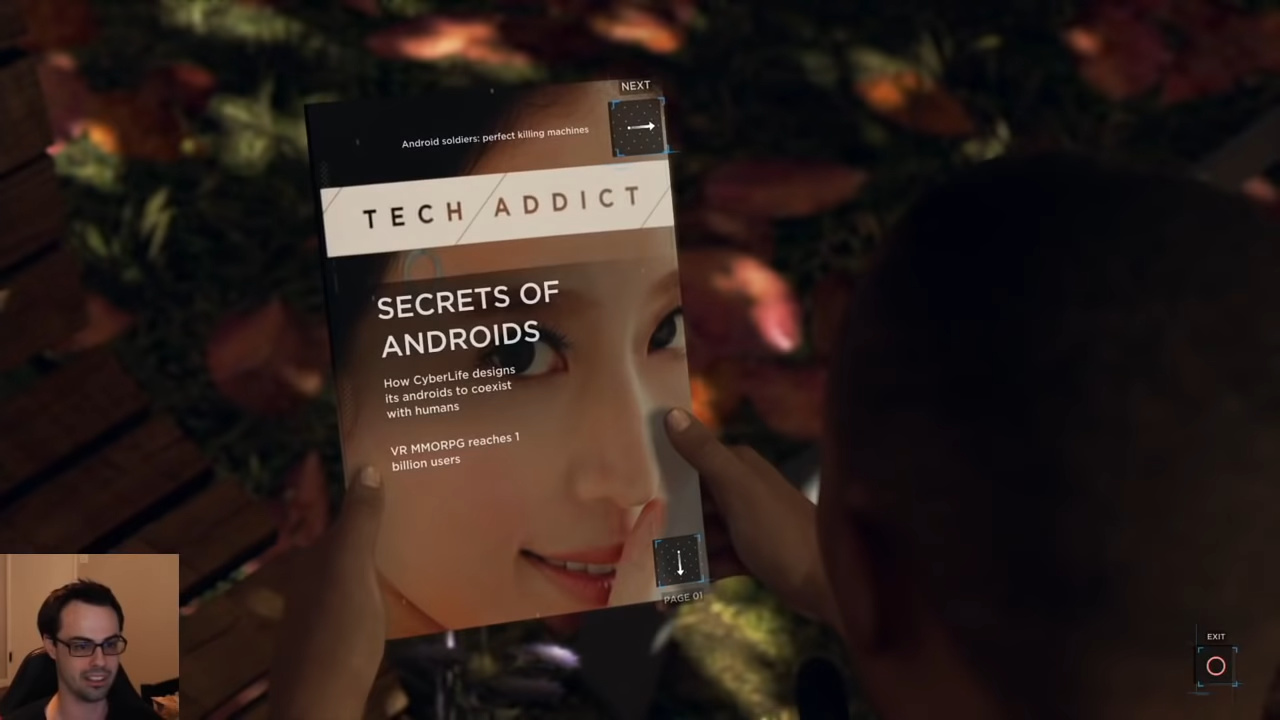 NEXT
Android soldiers: perfect killing machines
TECH ADDICT
SECRETS OF
ANDROIDS
How CyberLife designs
its androids to coexist
with humans
VR MMORPG reaches 1
billion users
PAGE 01
EXIT